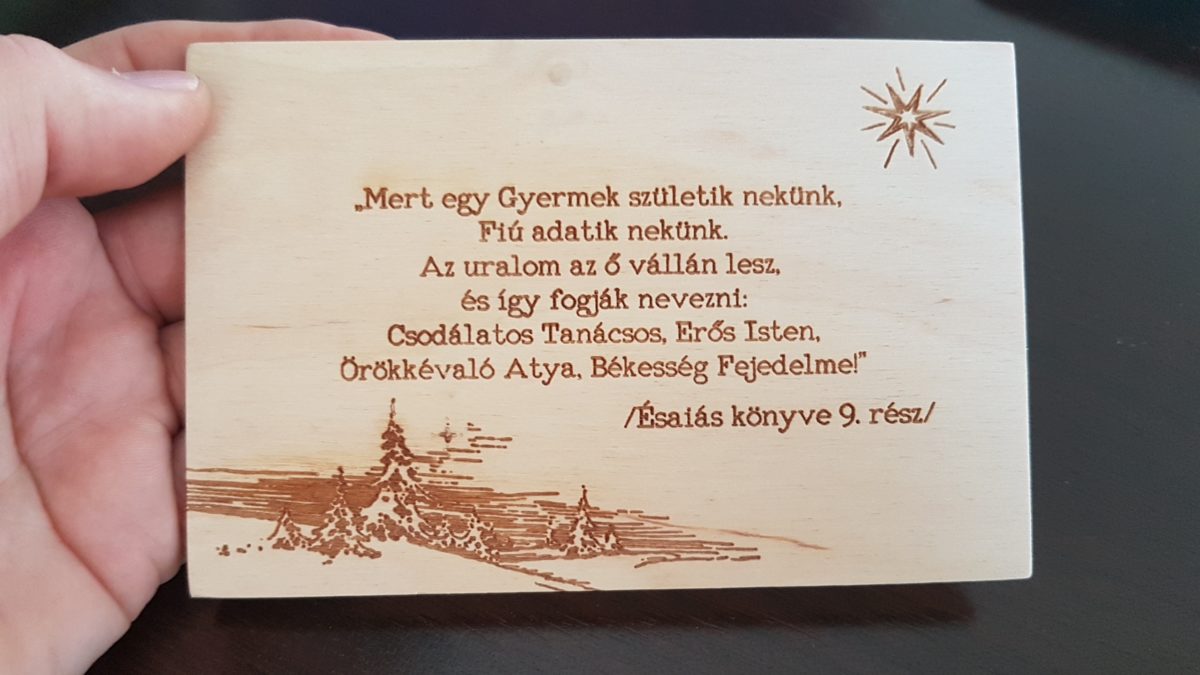 „Mert egy Gyermek születik nekünk,
Fiú adatik nekünk.
Az uralom az ő vállán lesz,
és így fogják nevezni:
Csodálatos Tanácsos, Erős Isten,
Örökkévaló Atya, Békesség Fejedelme!”
/Ésaiás könyve 9. rész/